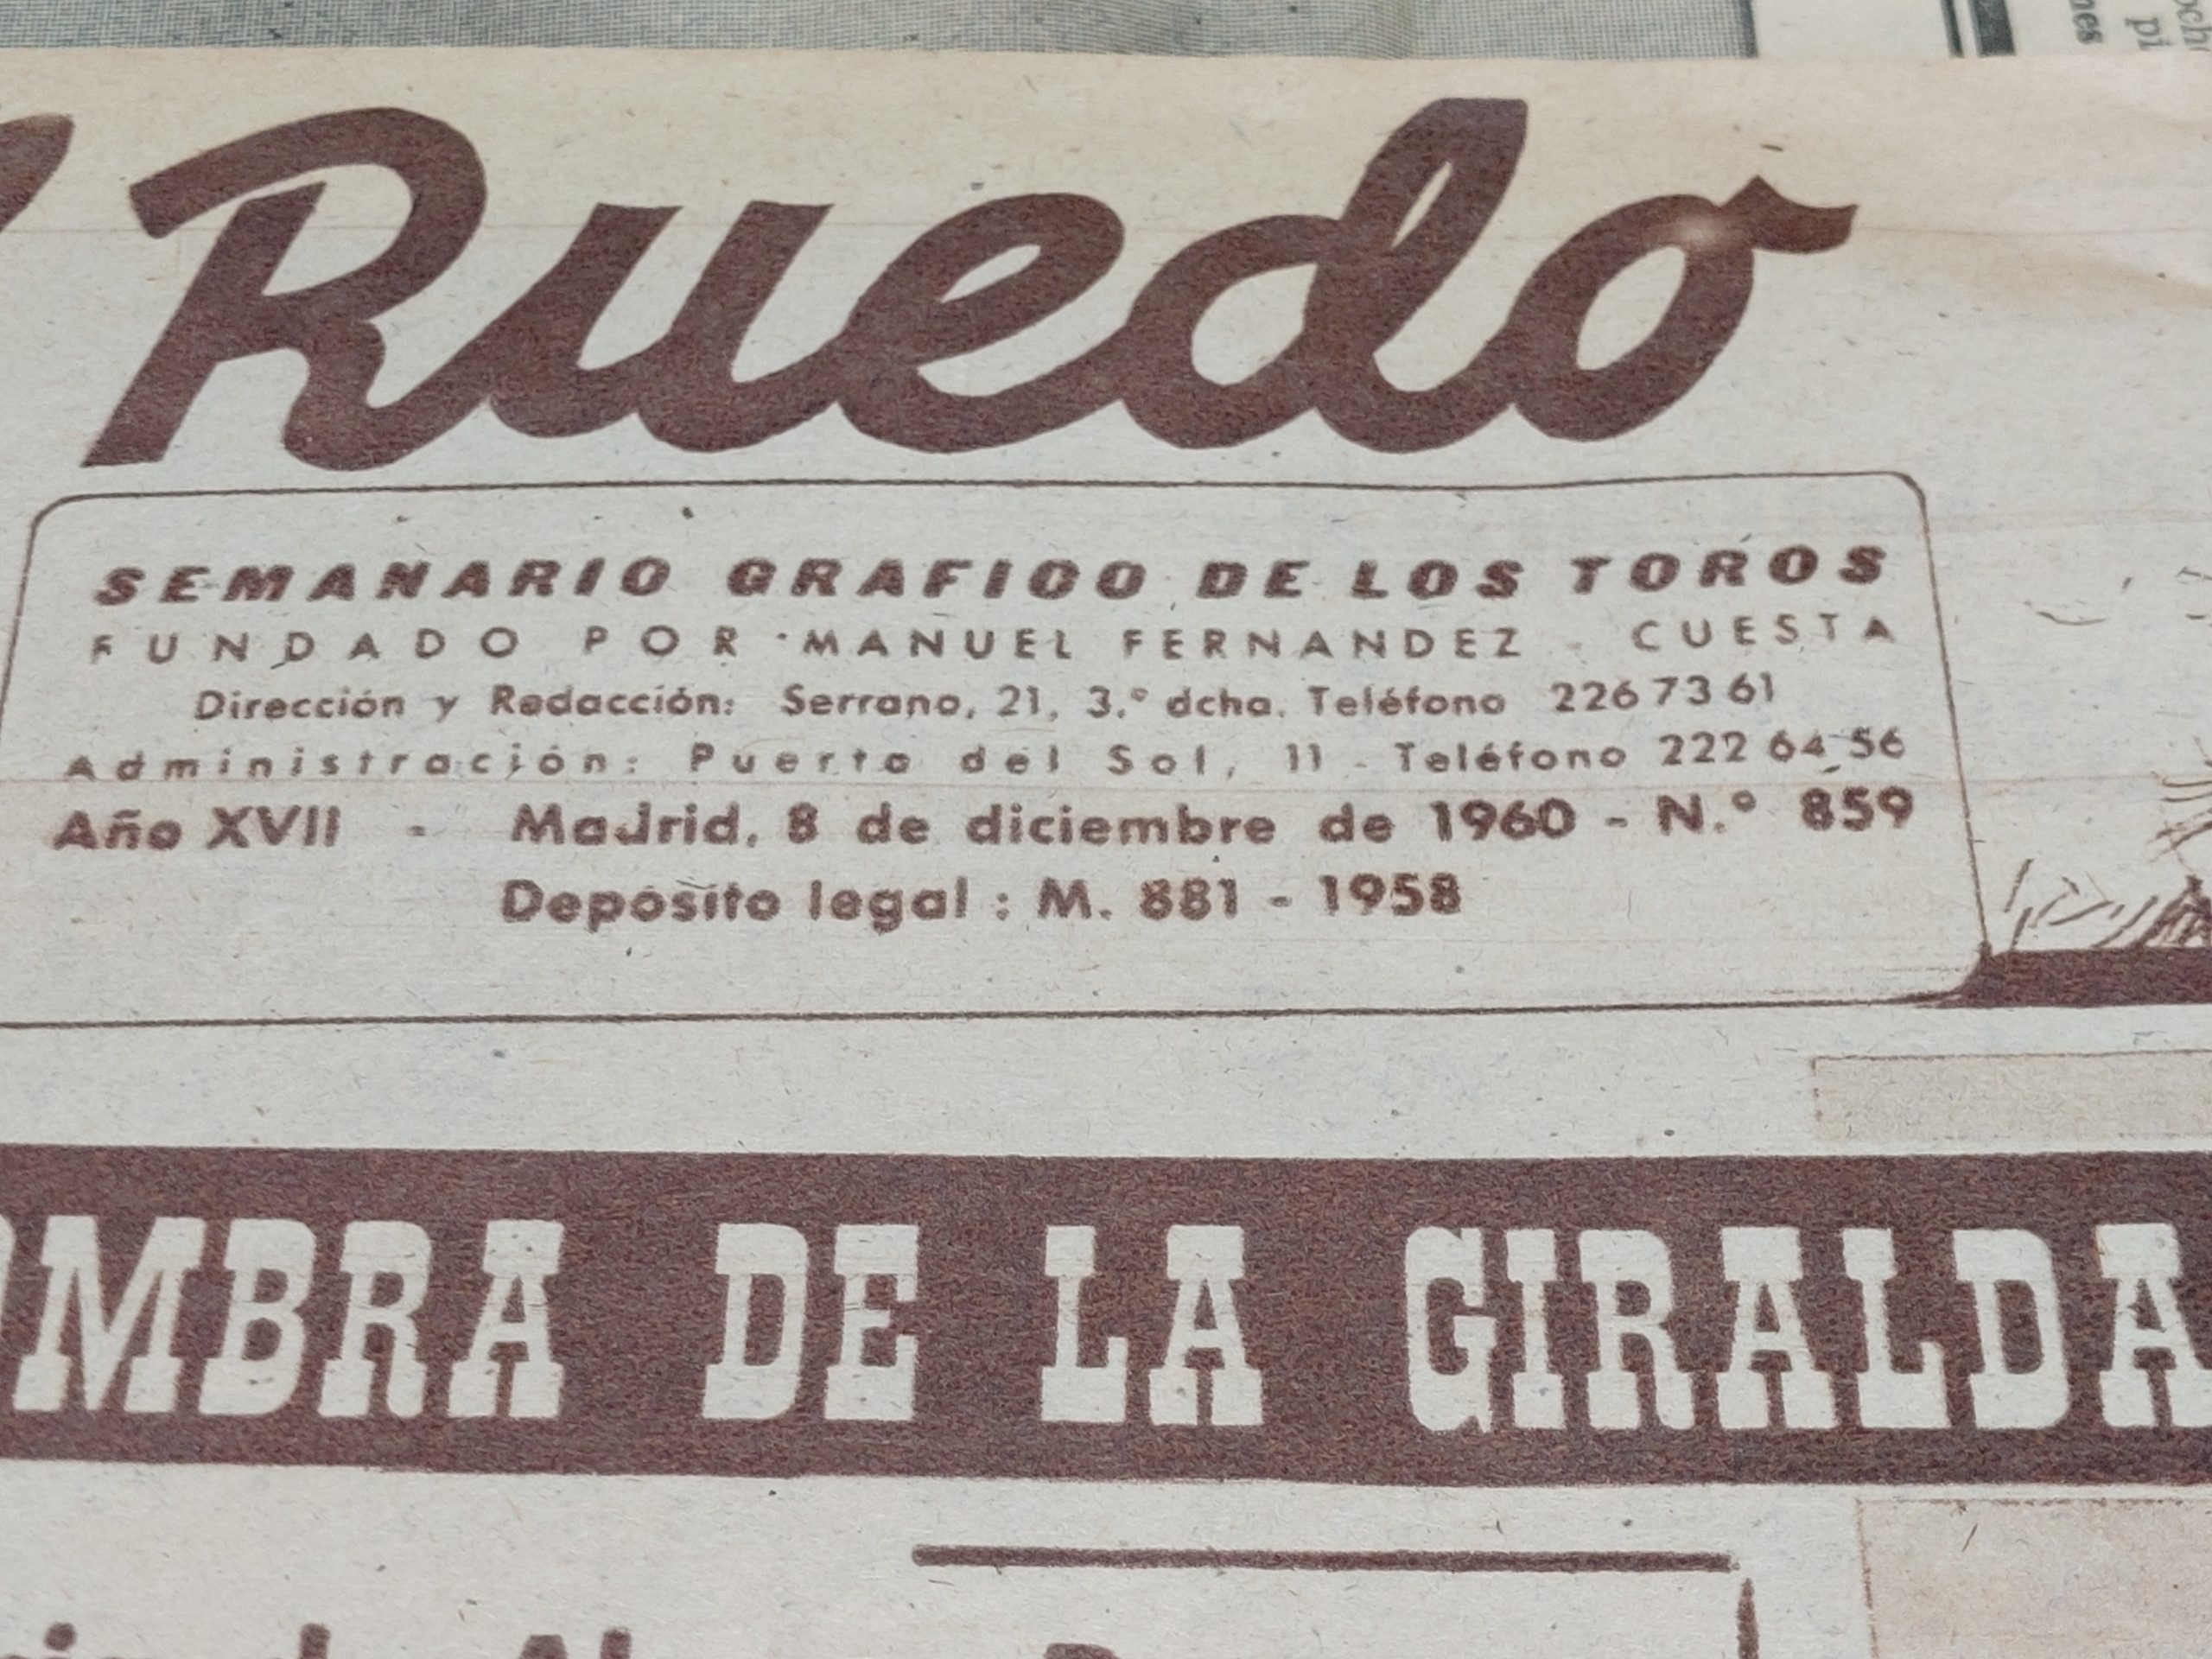 Ruedo
SEMANARIO GRAFICO DE LOS TOROS
FUNDADO POR MANUEL FERNANDEZ - CUESTA
Dirección y Redacción: Serrano, 21, 3.º dcha. Teléfono 226 73 61
Administración: Puerta del Sol, 11 - Teléfono 222 64 56
Año XVII - Madrid, 8 de diciembre de 1960 - N.º 859
Depósito legal : M. 881 - 1958
OMBRA DE LA GIRALDA